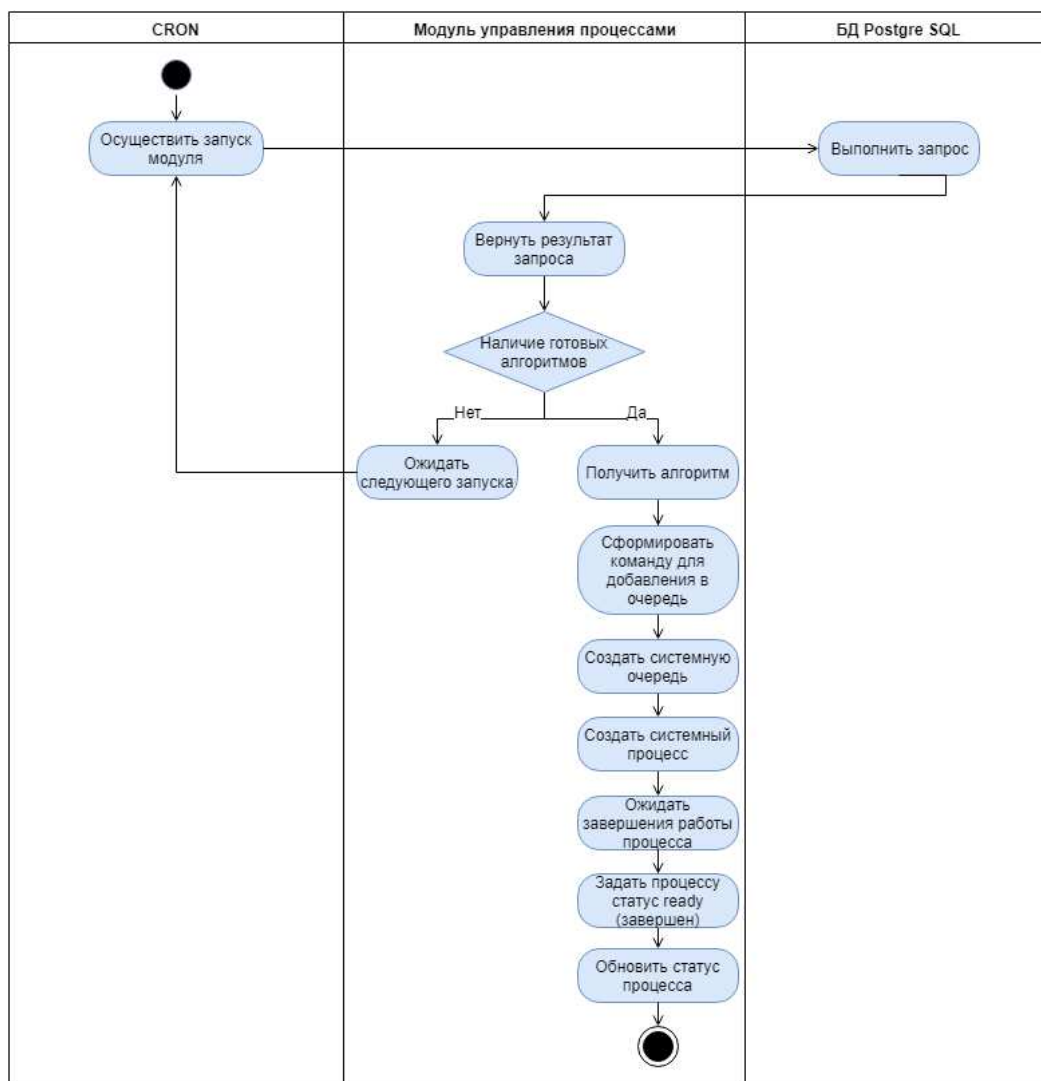 CRON
Модуль управления процессами
БД Postgre SQL
Осуществить запуск
модуля
Выполнить запрос
Вернуть результат
запроса
Наличие готовых
алгоритмов
Нет
Да
Ожидать
следующего запуска
Получить алгоритм
Сформировать
команду для
добавления в
очередь
Создать системную
очередь
Создать системный
процесс
Ожидать
завершения работы
процесса
Задать процессу
статус ready
(завершен)
Обновить статус
процесса